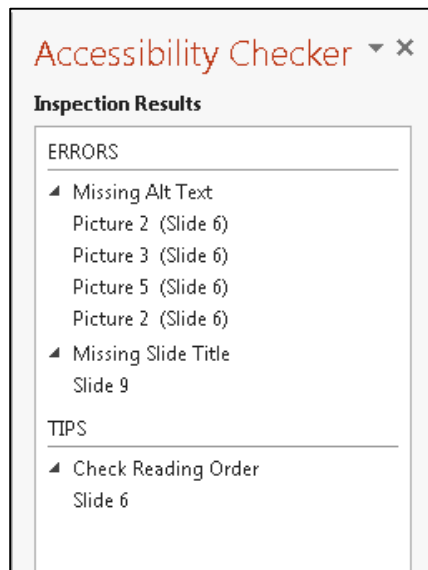 Accessibility Checker
Inspection Results
ERRORS
Missing Alt Text
Picture 2 (Slide 6)
Picture 3 (Slide 6)
Picture 5 (Slide 6)
Picture 2 (Slide 6)
Missing Slide Title
Slide 9
TIPS
Check Reading Order
Slide 6